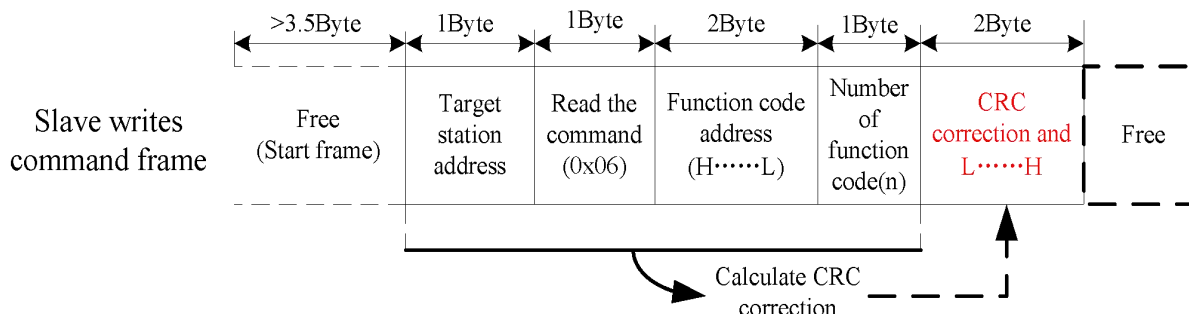 >3.5Byte 1Byte 1Byte 2Byte 1Byte 2Byte
Slave writes
command frame
Free
(Start frame)
Target
station
address
Read the
command
(0x06)
Function code
address
(H······L)
Number
of
function
code(n)
CRC
correction and
L······H
Free
Calculate CRC
correction